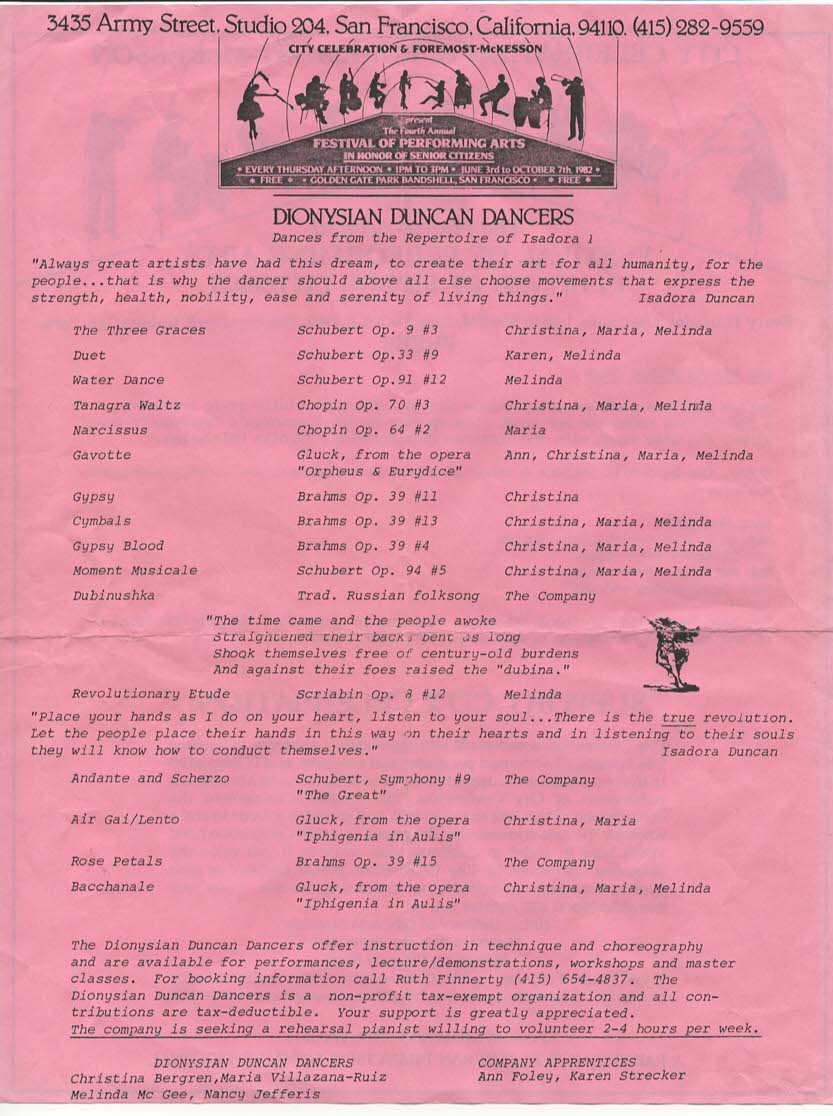 3435 Army Street, Studio 204, San Francisco, California, 94110, (415) 282-9559
CITY CELEBRATION & FOREMOST-McKESSON
present
The Fourth Annual
FESTIVAL OF PERFORMING ARTS
IN HONOR OF SENIOR CITIZENS
• EVERY THURSDAY AFTERNOON • 1PM TO 3PM • JUNE 3rd to OCTOBER 7th, 1982 •
• FREE • • GOLDEN GATE PARK BANDSHELL, SAN FRANCISCO • • FREE •
DIONYSIAN DUNCAN DANCERS
Dances from the Repertoire of Isadora
"Always great artists have had this dream, to create their art for all humanity, for the
people...that is why the dancer should above all else choose movements that express the
strength, health, nobility, ease and serenity of living things." Isadora Duncan
The Three Graces Schubert Op. 9 #3 Christina, Maria, Melinda
Duet Schubert Op.33 #9 Karen, Melinda
Water Dance Schubert Op.91 #12 Melinda
Tanagra Waltz Chopin Op. 70 #3 Christina, Maria, Melinda
Narcissus Chopin Op. 64 #2 Maria
Gavotte Gluck, from the opera Ann, Christina, Maria, Melinda
"Orpheus & Eurydice"
Gypsy Brahms Op. 39 #11 Christina
Cymbals Brahms Op. 39 #13 Christina, Maria, Melinda
Gypsy Blood Brahms Op. 39 #4 Christina, Maria, Melinda
Moment Musicale Schubert Op. 94 #5 Christina, Maria, Melinda
Dubinushka Trad. Russian folksong The Company
"The time came and the people awoke
Straightened their backs bent as long
Shook themselves free of century-old burdens
And against their foes raised the "dubina."
Revolutionary Etude Scriabin Op. 8 #12 Melinda
"Place your hands as I do on your heart, listen to your soul...There is the true revolution.
Let the people place their hands in this way on their hearts and in listening to their souls
they will know how to conduct themselves." Isadora Duncan
Andante and Scherzo Schubert, Symphony #9 The Company
"The Great"
Air Gai/Lento Gluck, from the opera Christina, Maria
"Iphigenia in Aulis"
Rose Petals Brahms Op. 39 #15 The Company
Bacchanale Gluck, from the opera Christina, Maria, Melinda
"Iphigenia in Aulis"
The Dionysian Duncan Dancers offer instruction in technique and choreography
and are available for performances, lecture/demonstrations, workshops and master
classes. For booking information call Ruth Finnerty (415) 654-4837. The
Dionysian Duncan Dancers is a non-profit tax-exempt organization and all con-
tributions are tax-deductible. Your support is greatly appreciated.
The company is seeking a rehearsal pianist willing to volunteer 2-4 hours per week.
DIONYSIAN DUNCAN DANCERS COMPANY APPRENTICES
Christina Bergren,Maria Villazana-Ruiz Ann Foley, Karen Strecker
Melinda Mc Gee, Nancy Jefferis